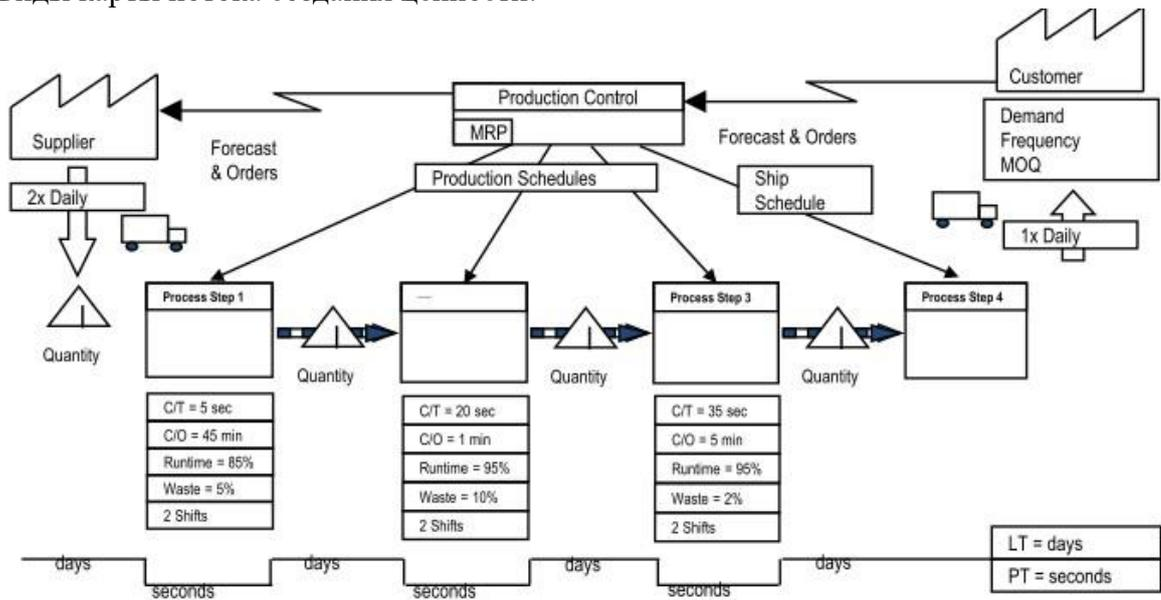 Customer
Production Control
Demand
Frequency
MOQ
Supplier
MRP
Forecast & Orders
Forecast
& Orders
Production Schedules
Ship
Schedule
2x Daily
1x Daily
Process Step 1
Process Step 3
Process Step 4
Quantity
Quantity
Quantity
Quantity
C/T = 5 sec
C/O = 45 min
Runtime = 85%
Waste = 5%
2 Shifts
C/T = 20 sec
C/O = 1 min
Runtime = 95%
Waste = 10%
2 Shifts
C/T = 35 sec
C/O = 5 min
Runtime = 95%
Waste = 2%
2 Shifts
days
seconds
days
seconds
days
seconds
days
LT = days
PT = seconds